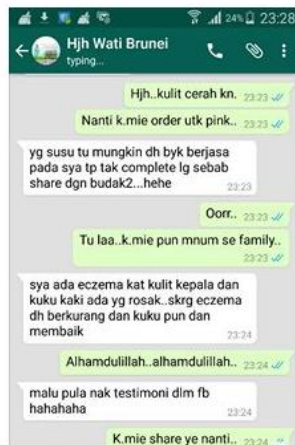 24% 23:28
Hjh Wati Brunei
typing...
Hjh..kulit cerah kn. 23:23
Nanti k.mie order utk pink.. 23:23
yg susu tu mungkin dh byk berjasa
pada sya tp tak complete lg sebab
share dgn budak2...hehe
23:23
Oorr.. 23:23
Tu laa..k.mie pun mnum se family..
23:23
sya ada eczema kat kulit kepala dan
kuku kaki ada yg rosak..skrg eczema
dh berkurang dan kuku pun dan
membaik
23:24
Alhamdulillah..alhamdulillah.. 23:24
malu pula nak testimoni dlm fb
hahahaha
23:24
K.mie share ye nanti.. 23:24